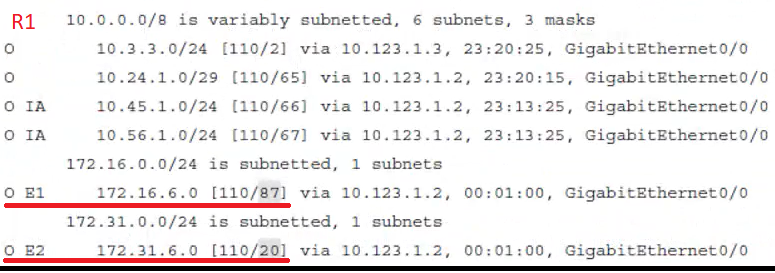 R1 10.0.0.0/8 is variably subnetted, 6 subnets, 3 masks
O 10.3.3.0/24 [110/2] via 10.123.1.3, 23:20:25, GigabitEthernet0/0
O 10.24.1.0/29 [110/65] via 10.123.1.2, 23:20:15, GigabitEthernet0/0
O IA 10.45.1.0/24 [110/66] via 10.123.1.2, 23:13:25, GigabitEthernet0/0
O IA 10.56.1.0/24 [110/67] via 10.123.1.2, 23:13:25, GigabitEthernet0/0
172.16.0.0/24 is subnetted, 1 subnets
O E1 172.16.6.0 [110/87] via 10.123.1.2, 00:01:00, GigabitEthernet0/0
172.31.0.0/24 is subnetted, 1 subnets
O E2 172.31.6.0 [110/20] via 10.123.1.2, 00:01:00, GigabitEthernet0/0